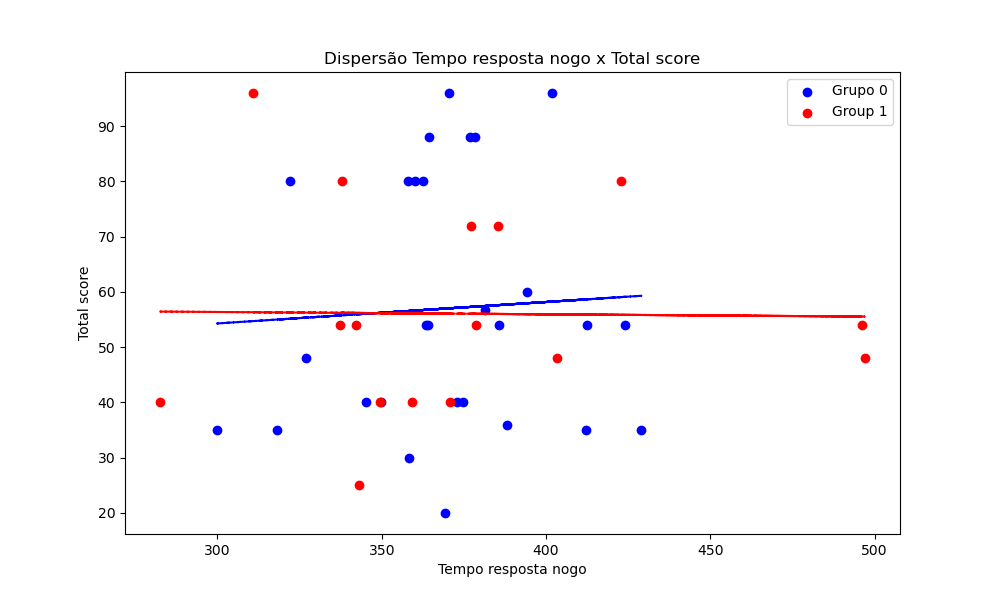 Dispersão Tempo resposta nogo x Total score
Grupo 0
Group 1
Total score
90
80
70
60
50
40
30
20
300
350
400
450
500
Tempo resposta nogo